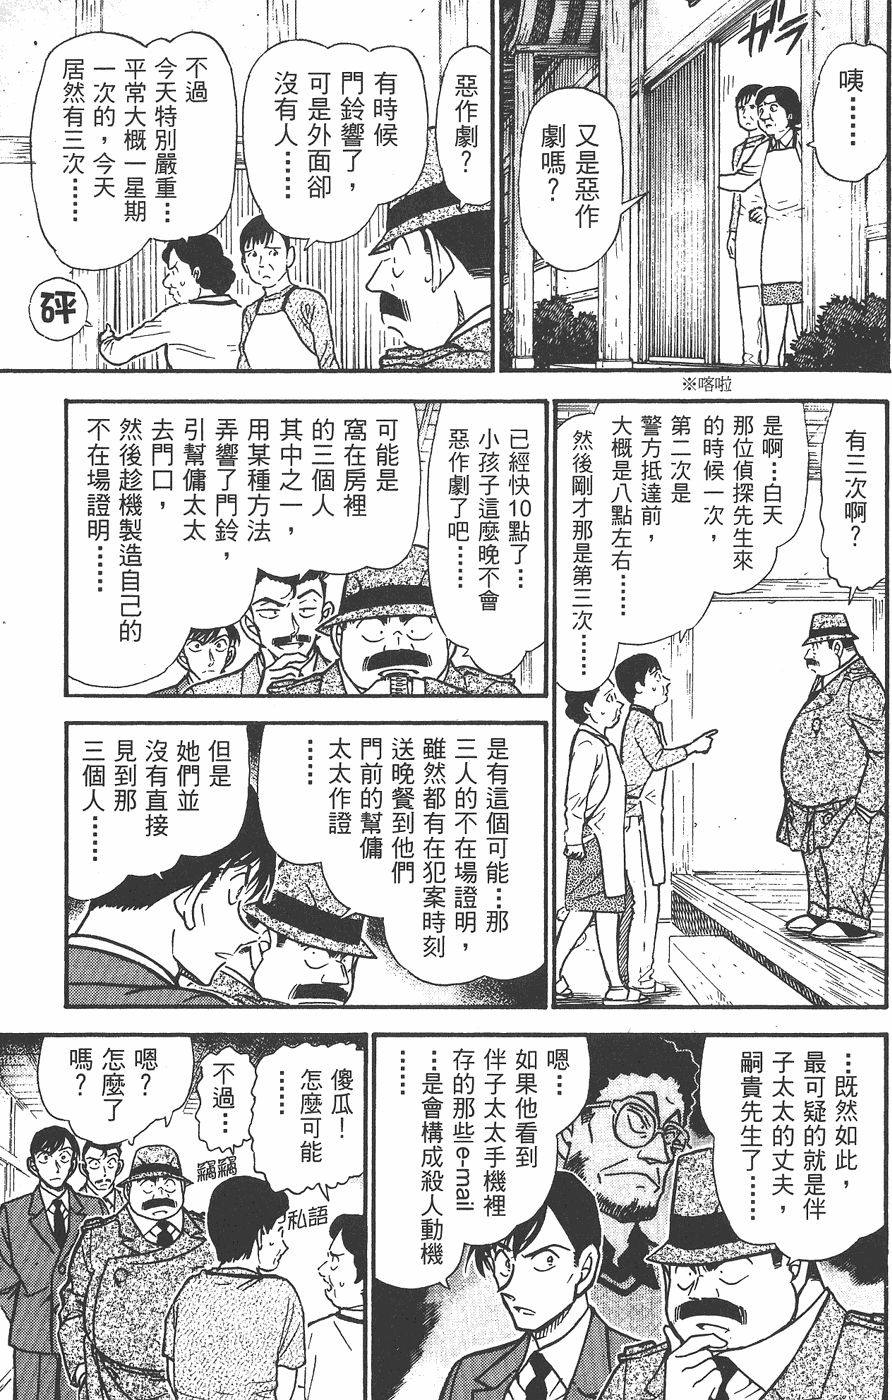 咦……
ガラ
又是惡作
劇嗎？
※喀啦
惡作劇？
有時候
門鈴響了，
可是外面卻
沒有人……
不過
今天特別嚴重…
平常大概一星期
一次的，今天
居然有三次……
砰
有三次啊？
是啊…白天
那位偵探先生來
的時候一次，
第二次是
警方抵達前，
大概是八點左右……
然後剛才那是第三次……
已經快10點了…
小孩子這麼晚不會
惡作劇了吧……
可能是
窩在房裡
的三個人
其中之一，
用某種方法
弄響了門鈴，
引幫傭太太
去門口，
然後趁機製造自己的
不在場證明……
是有這個可能…那
三人的不在場證明，
雖然都有在犯案時刻
送晚餐到他們
門前的幫傭
太太作證
……
但是
她們並
沒有直接
見到那
三個人……
…既然如此，
最可疑的就是伴
子太太的丈夫，
嗣貴先生了……
嗯…
如果他看到
伴子太太手機裡
存的那些e-mail
…是會構成殺人動機
……
傻瓜！
怎麼可能
……
私語
不過…
竊竊
嗯？
怎麼了
嗎？